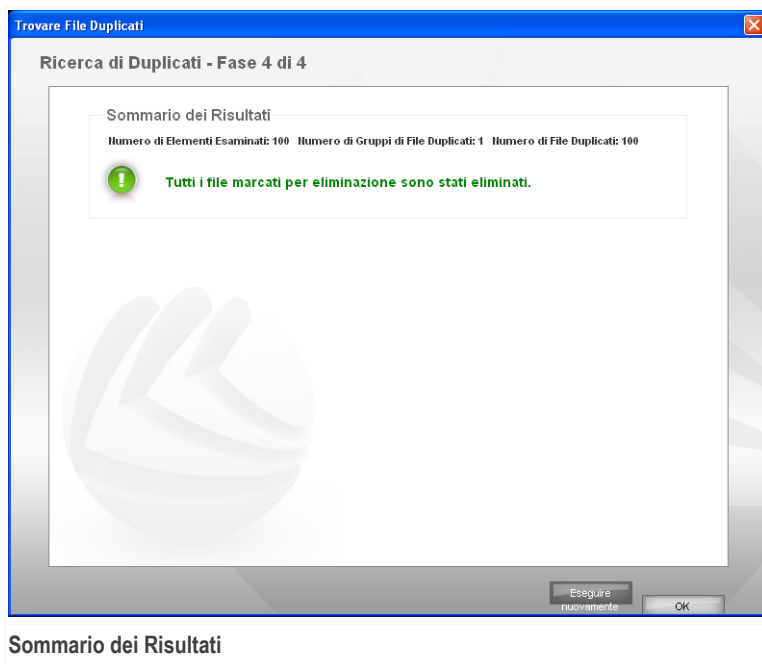 Trovare File Duplicati
Ricerca di Duplicati - Fase 4 di 4
Sommario dei Risultati
Numero di Elementi Esaminati: 100 Numero di Gruppi di File Duplicati: 1 Numero di File Duplicati: 100
Tutti i file marcati per eliminazione sono stati eliminati.
Eseguire
nuovamente
OK
Sommario dei Risultati